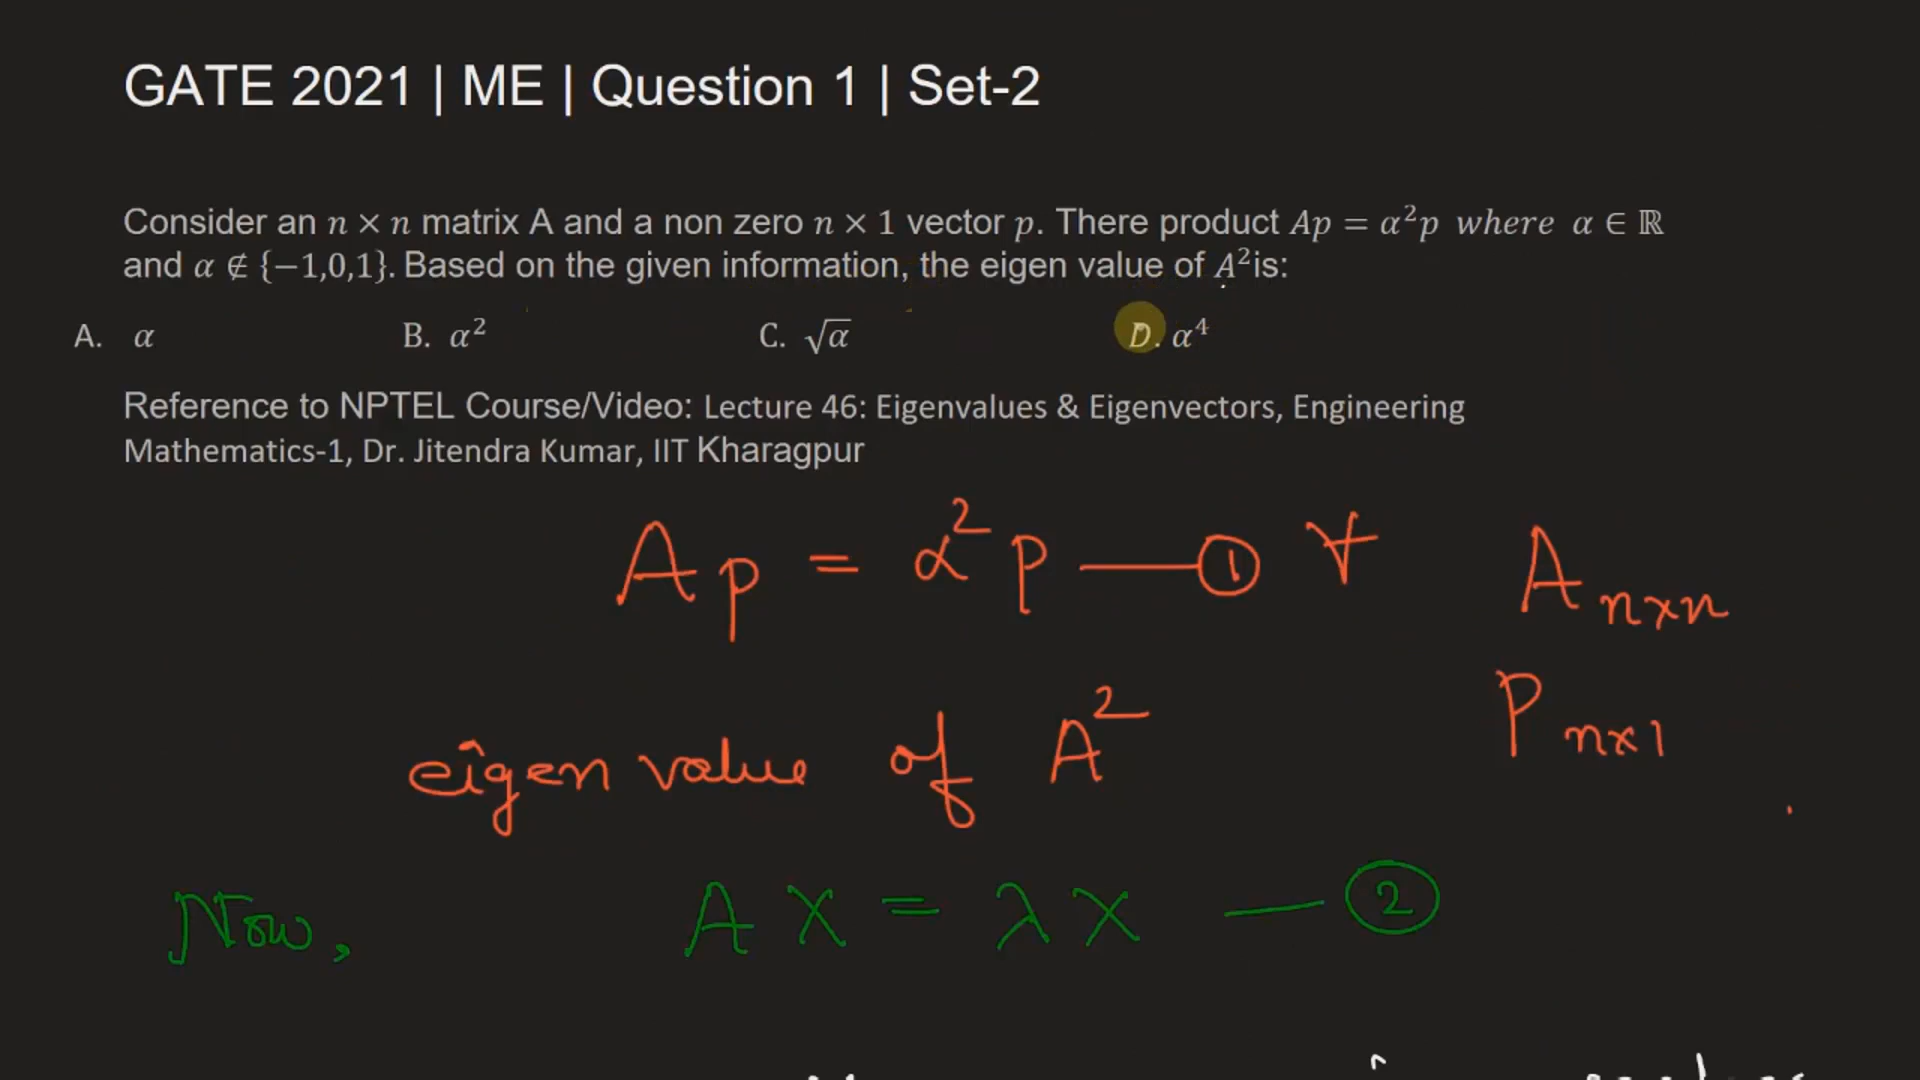 GATE 2021 | ME | Question 1 | Set-2
Consider an n × n matrix A and a non zero n × 1 vector p. There product Ap = α²p where α ∈ ℝ
and α ∉ {−1,0,1}. Based on the given information, the eigen value of A² is:
A. α B. α² C. √α D. α⁴
Reference to NPTEL Course/Video: Lecture 46: Eigenvalues & Eigenvectors, Engineering
Mathematics-1, Dr. Jitendra Kumar, IIT Kharagpur
Ap = α²p — ① ∀ A n×n
eigen value of A² P n×1
Now, AX = λX — ②